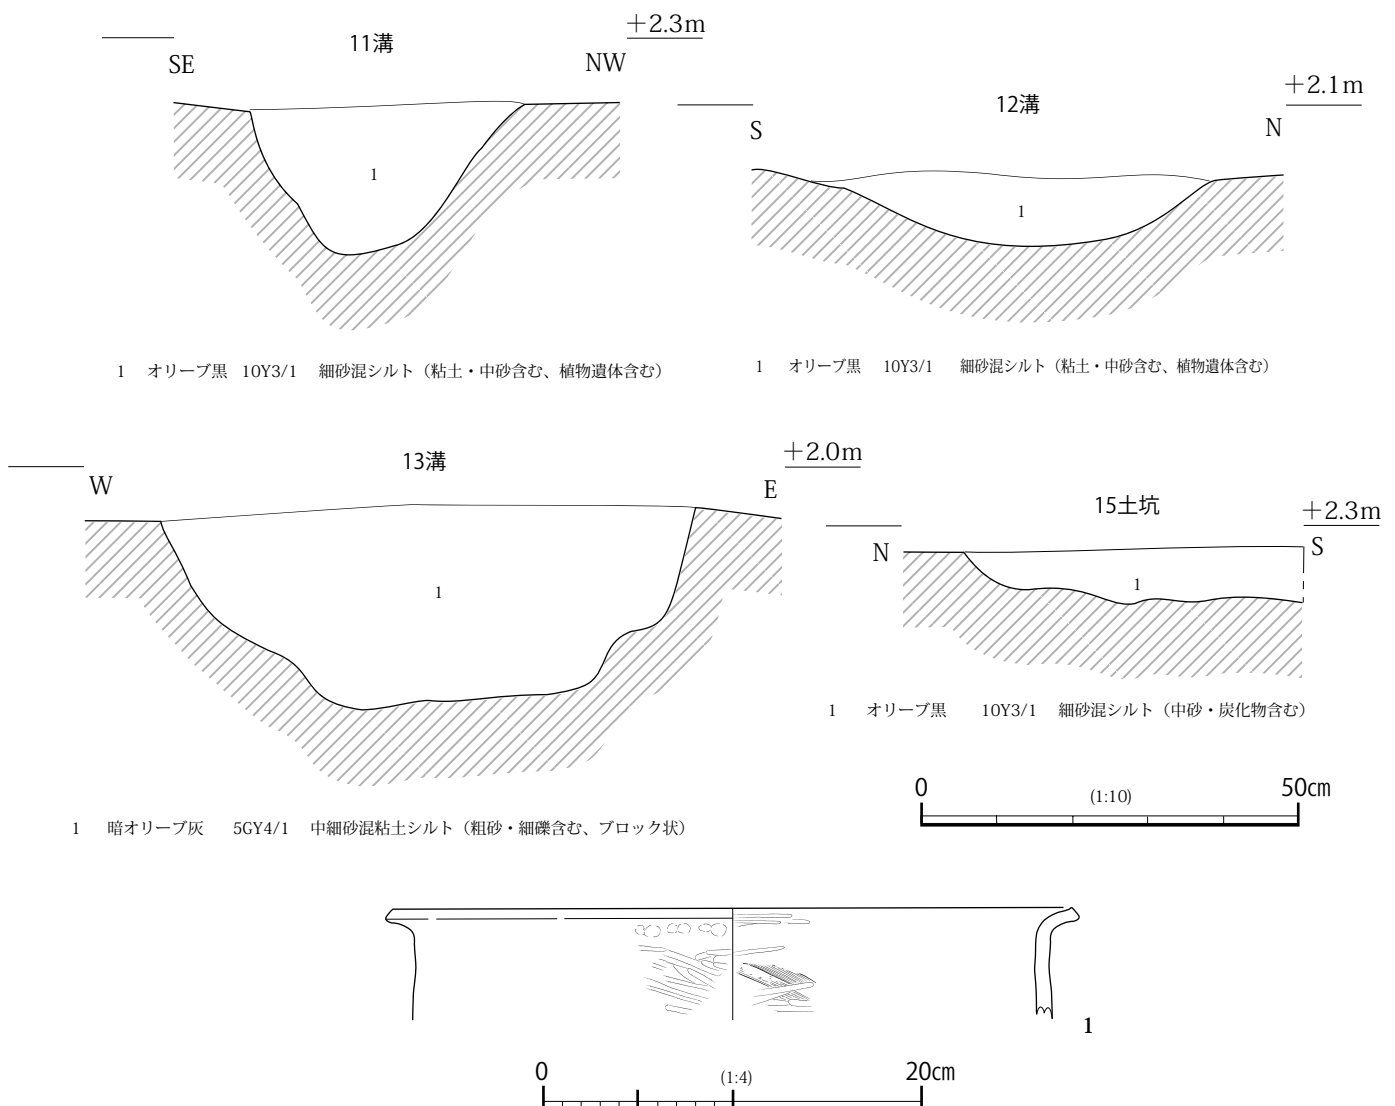 11溝
+2.3m
SE
NW
1
1 オリーブ黒 10Y3/1 細砂混シルト（粘土・中砂含む、植物遺体含む）
12溝
+2.1m
S
N
1
1 オリーブ黒 10Y3/1 細砂混シルト（粘土・中砂含む、植物遺体含む）
13溝
+2.0m
W
E
1
1 暗オリーブ灰 5GY4/1 中細砂混粘土シルト（粗砂・細礫含む、ブロック状）
15土坑
+2.3m
N
S
1
1 オリーブ黒 10Y3/1 細砂混シルト（中砂・炭化物含む）
0 (1:10) 50cm
1
0 (1:4) 20cm